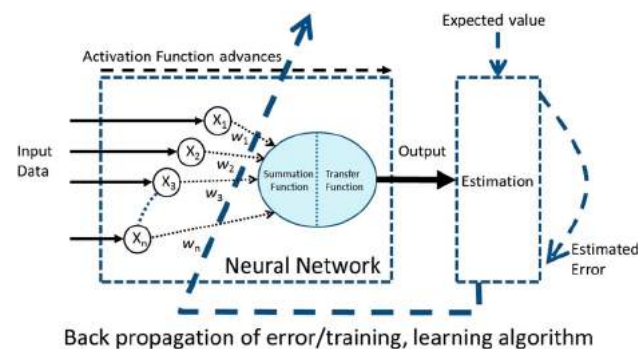 Expected value
Activation Function advances
X1
w1
Input
Data
X2
w2
Output
X3
w3
Summation
Function
Transfer
Function
Estimation
Xn
wn
Estimated
Error
Neural Network
Back propagation of error/training, learning algorithm